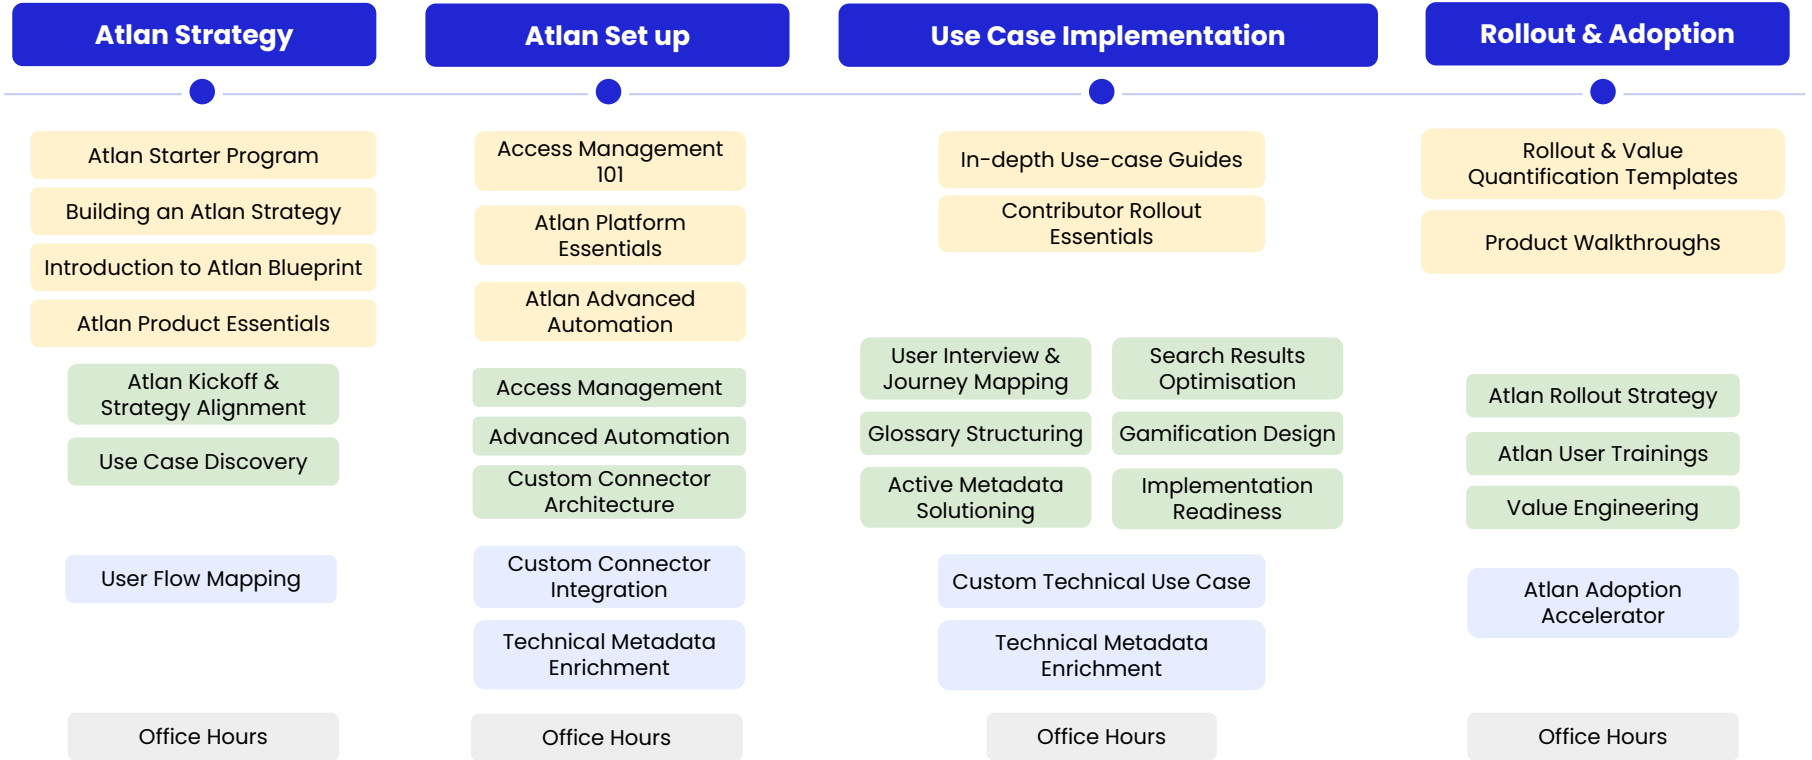 Atlan Strategy
Atlan Set up
Use Case Implementation
Rollout & Adoption
Atlan Starter Program
Building an Atlan Strategy
Introduction to Atlan Blueprint
Atlan Product Essentials
Atlan Kickoff &
Strategy Alignment
Use Case Discovery
User Flow Mapping
Office Hours
Access Management
101
Atlan Platform
Essentials
Atlan Advanced
Automation
Access Management
Advanced Automation
Custom Connector
Architecture
Custom Connector
Integration
Technical Metadata
Enrichment
Office Hours
In-depth Use-case Guides
Contributor Rollout
Essentials
User Interview &
Journey Mapping
Search Results
Optimisation
Glossary Structuring
Gamification Design
Active Metadata
Solutioning
Implementation
Readiness
Custom Technical Use Case
Technical Metadata
Enrichment
Office Hours
Rollout & Value
Quantification Templates
Product Walkthroughs
Atlan Rollout Strategy
Atlan User Trainings
Value Engineering
Atlan Adoption
Accelerator
Office Hours